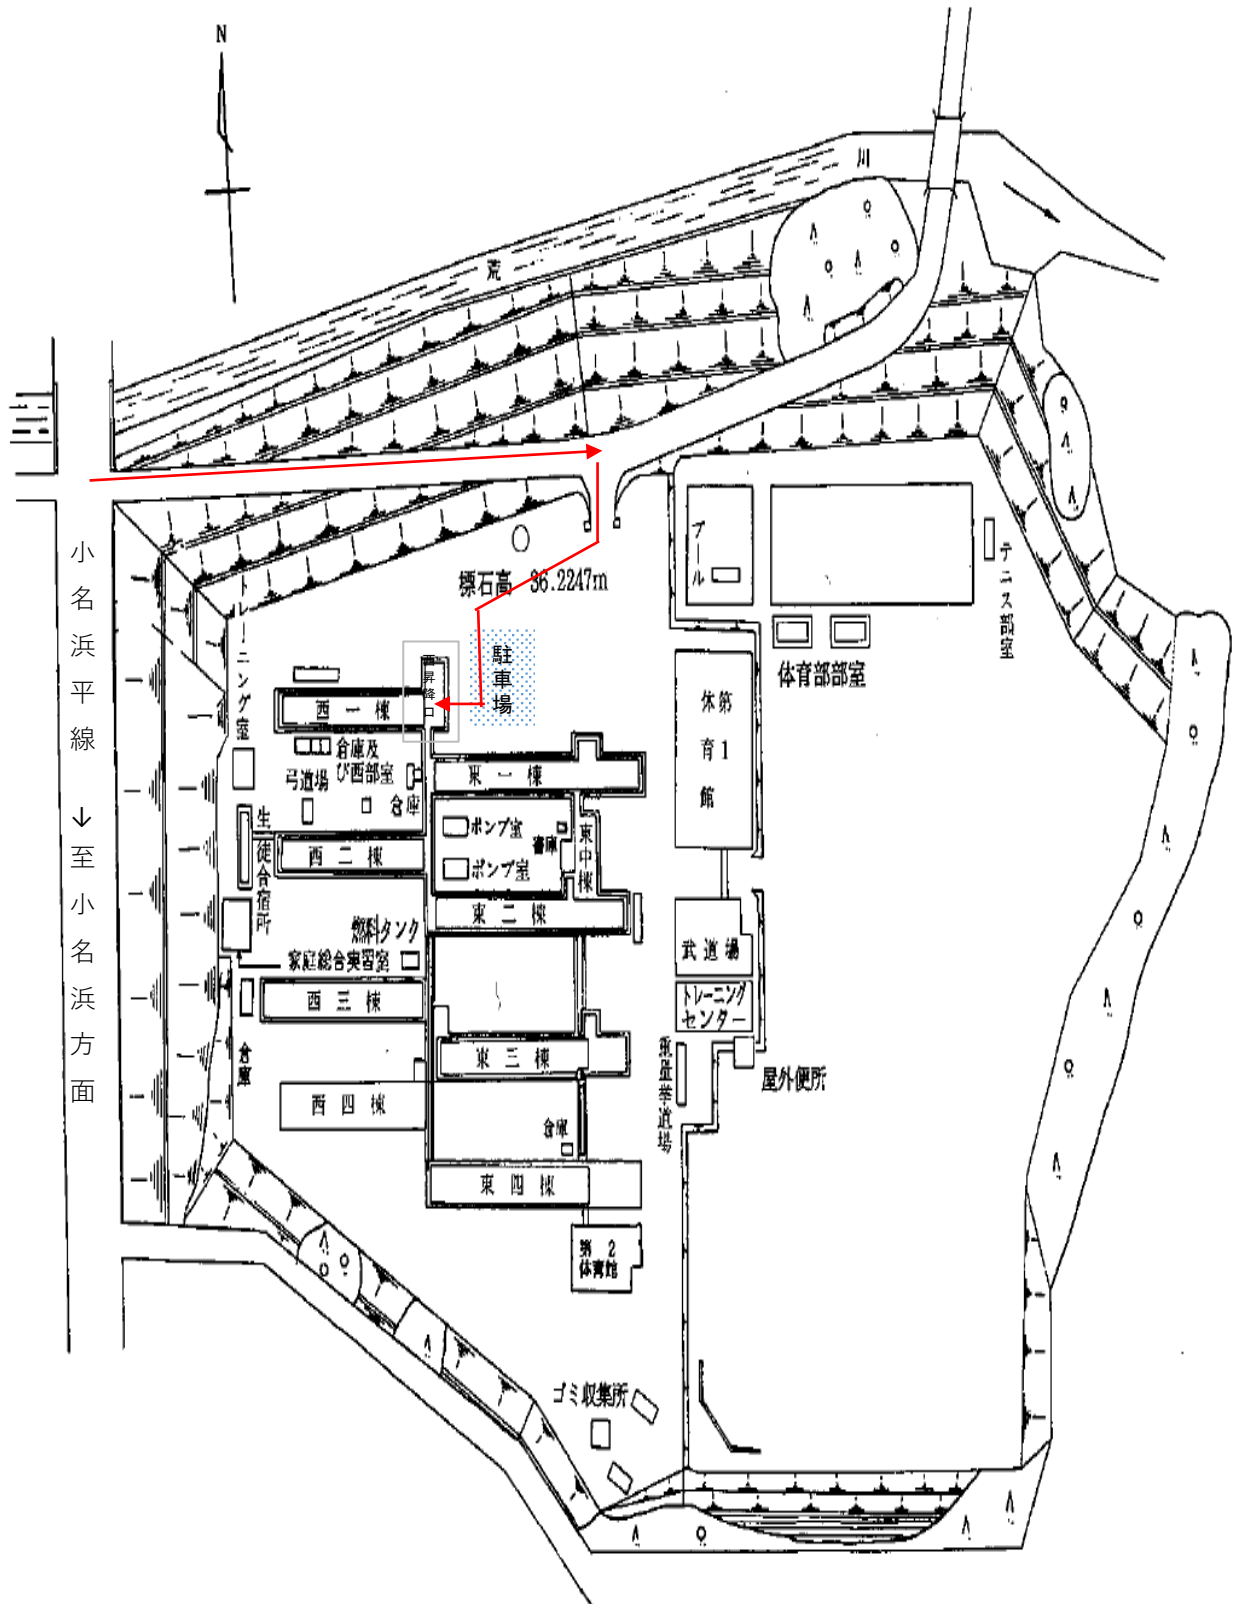 N
川
荒
小名浜平線　↓至小名浜方面
標石高　36.2247m
プール
テニス部室
トレーニング室
駐車場
昇降口
体育部部室
西一棟
体育館
第1
倉庫及
び西部室
弓道場
倉庫
東一棟
生徒合宿所
ポンプ室
東中棟
ポンプ室
西二棟
東二棟
燃料タンク
武道場
家庭総合実習室
トレーニング
センター
西三棟
倉庫
東三棟
重量挙道場
屋外便所
西四棟
倉庫
東四棟
第2
体育館
ゴミ収集所